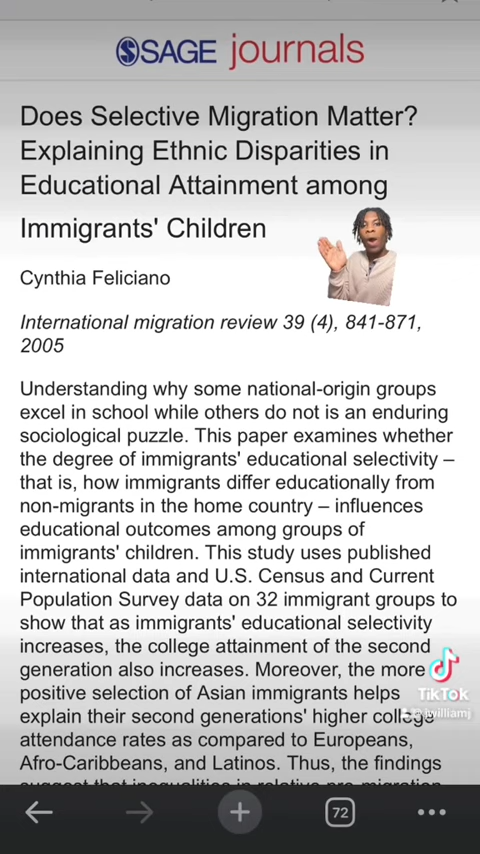 SAGE journals
Does Selective Migration Matter?
Explaining Ethnic Disparities in
Educational Attainment among
Immigrants' Children
Cynthia Feliciano
International migration review 39 (4), 841-871,
2005
Understanding why some national-origin groups
excel in school while others do not is an enduring
sociological puzzle. This paper examines whether
the degree of immigrants' educational selectivity –
that is, how immigrants differ educationally from
non-migrants in the home country – influences
educational outcomes among groups of
immigrants' children. This study uses published
international data and U.S. Census and Current
Population Survey data on 32 immigrant groups to
show that as immigrants' educational selectivity
increases, the college attainment of the second
generation also increases. Moreover, the more
positive selection of Asian immigrants helps
explain their second generations' higher college
attendance rates as compared to Europeans,
Afro-Caribbeans, and Latinos. Thus, the findings
suggest that inequalities in relative pre-migration
TikTok
72